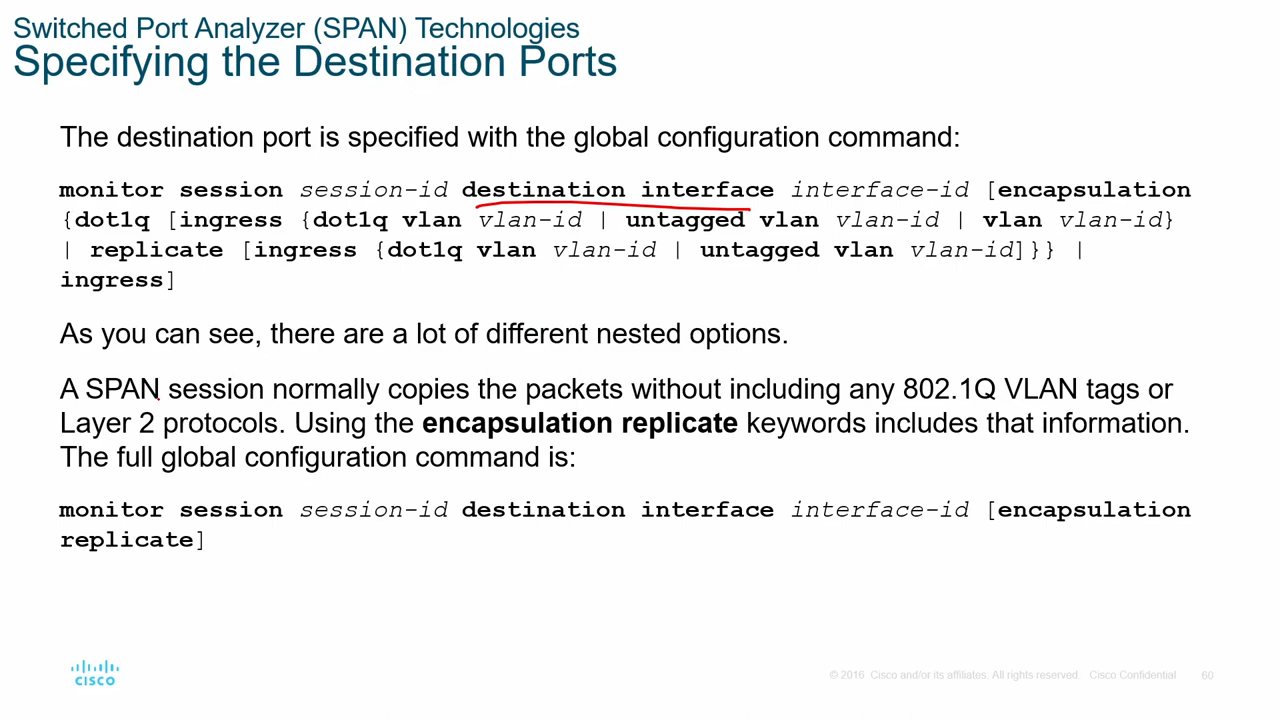 Switched Port Analyzer (SPAN) Technologies
Specifying the Destination Ports
The destination port is specified with the global configuration command:
monitor session session-id destination interface interface-id [encapsulation
{dot1q [ingress {dot1q vlan vlan-id | untagged vlan vlan-id | vlan vlan-id}
| replicate [ingress {dot1q vlan vlan-id | untagged vlan vlan-id]}} |
ingress]
As you can see, there are a lot of different nested options.
A SPAN session normally copies the packets without including any 802.1Q VLAN tags or
Layer 2 protocols. Using the encapsulation replicate keywords includes that information.
The full global configuration command is:
monitor session session-id destination interface interface-id [encapsulation
replicate]
CISCO
© 2016 Cisco and/or its affiliates. All rights reserved. Cisco Confidential 60